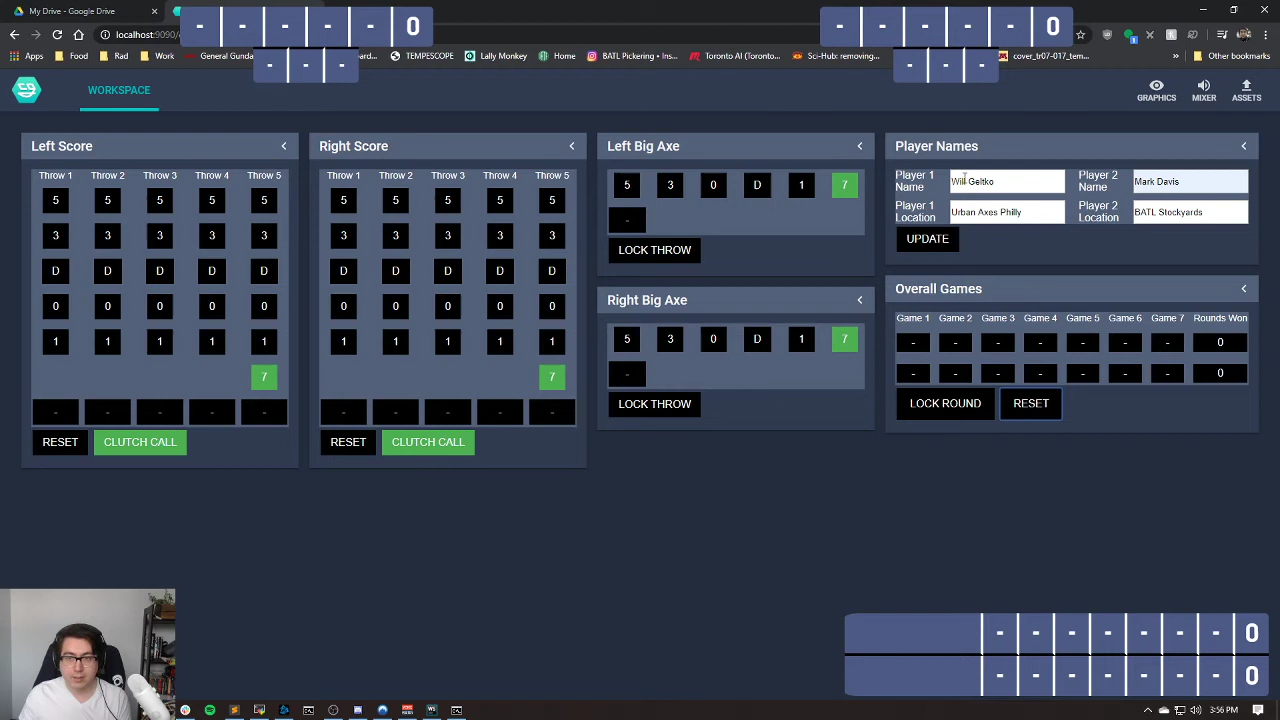 My Drive - Google Drive
- - - - - 0
- - - - - 0
- - -
- - -
localhost:9090/
Apps
Food
Rad
Work
General Gunda
ard...
TEMPESCOPE
Lally Monkey
BATL Pickering • Ins...
Toronto AI (Toronto...
Sci-Hub: removing...
cover_tr07-017_tem...
Other bookmarks
WORKSPACE
GRAPHICS
MIXER
ASSETS
Left Score
Throw 1 Throw 2 Throw 3 Throw 4 Throw 5
5 5 5 5 5
3 3 3 3 3
D D D D D
0 0 0 0 0
1 1 1 1 1
7
- - - - -
RESET CLUTCH CALL
Right Score
Throw 1 Throw 2 Throw 3 Throw 4 Throw 5
5 5 5 5 5
3 3 3 3 3
D D D D D
0 0 0 0 0
1 1 1 1 1
7
- - - - -
RESET CLUTCH CALL
Left Big Axe
5 3 0 D 1 7
-
LOCK THROW
Right Big Axe
5 3 0 D 1 7
-
LOCK THROW
Player Names
Player 1 Name Will Geltko Player 2 Name Mark Davis
Player 1 Location Urban Axes Philly Player 2 Location BATL Stockyards
UPDATE
Overall Games
Game 1 Game 2 Game 3 Game 4 Game 5 Game 6 Game 7 Rounds Won
- - - - - - - 0
- - - - - - - 0
LOCK ROUND RESET
- - - - - - - 0
- - - - - - - 0
3:56 PM